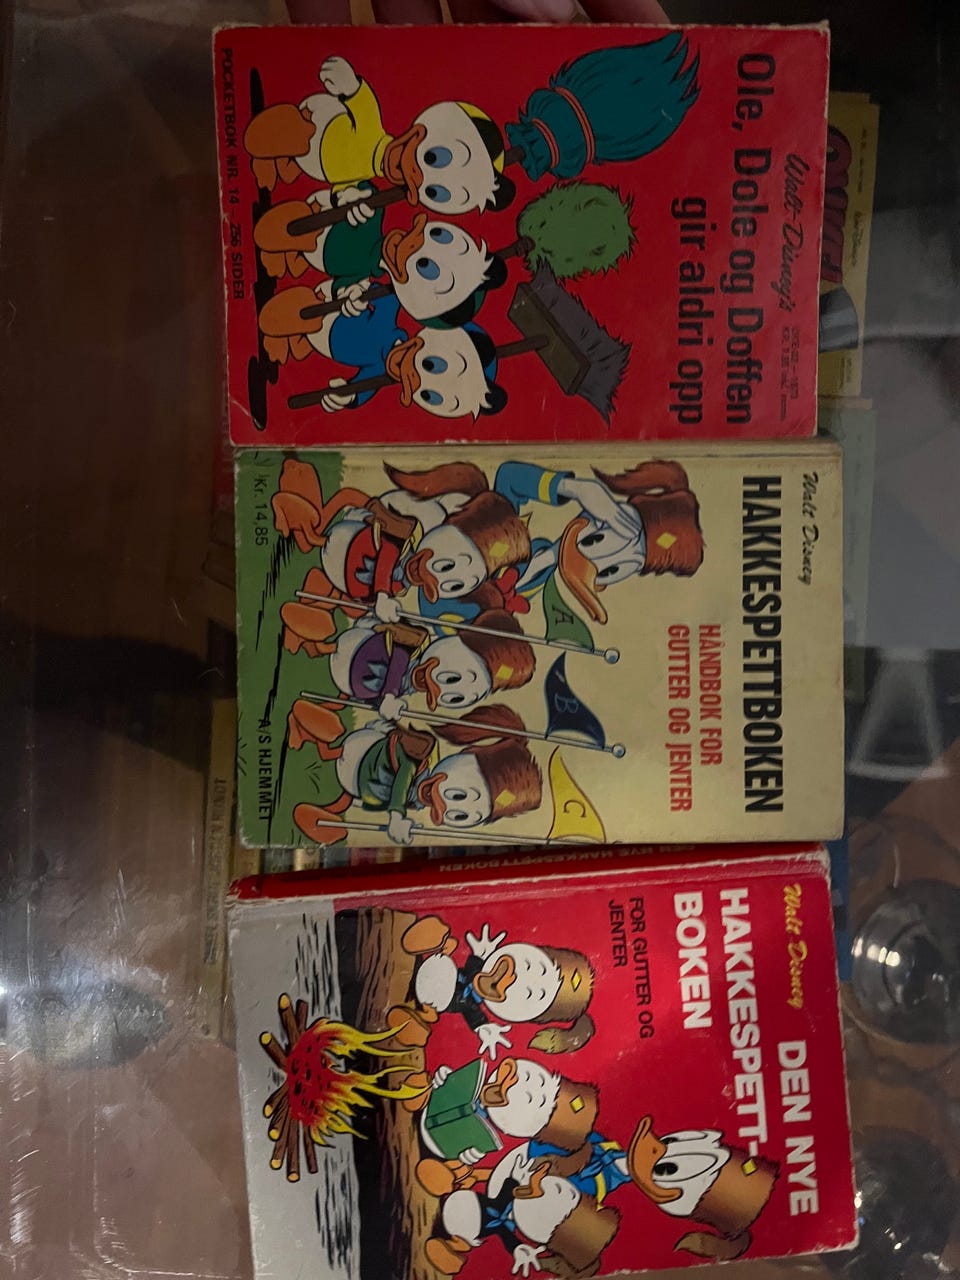 Walt Disney's
Ole, Dole og Doffen
gir aldri opp
POCKETBOK NR. 14 - 256 SIDER
Walt Disney
HAKKESPETTBOKEN
HÅNDBOK FOR
GUTTER OG JENTER
A
B
C
Kr. 14,85
A/S HJEMMET
DEN NYE HAKKESPETTBOKEN
Walt Disney
DEN NYE
HAKKESPETT-
BOKEN
FOR GUTTER OG
JENTER